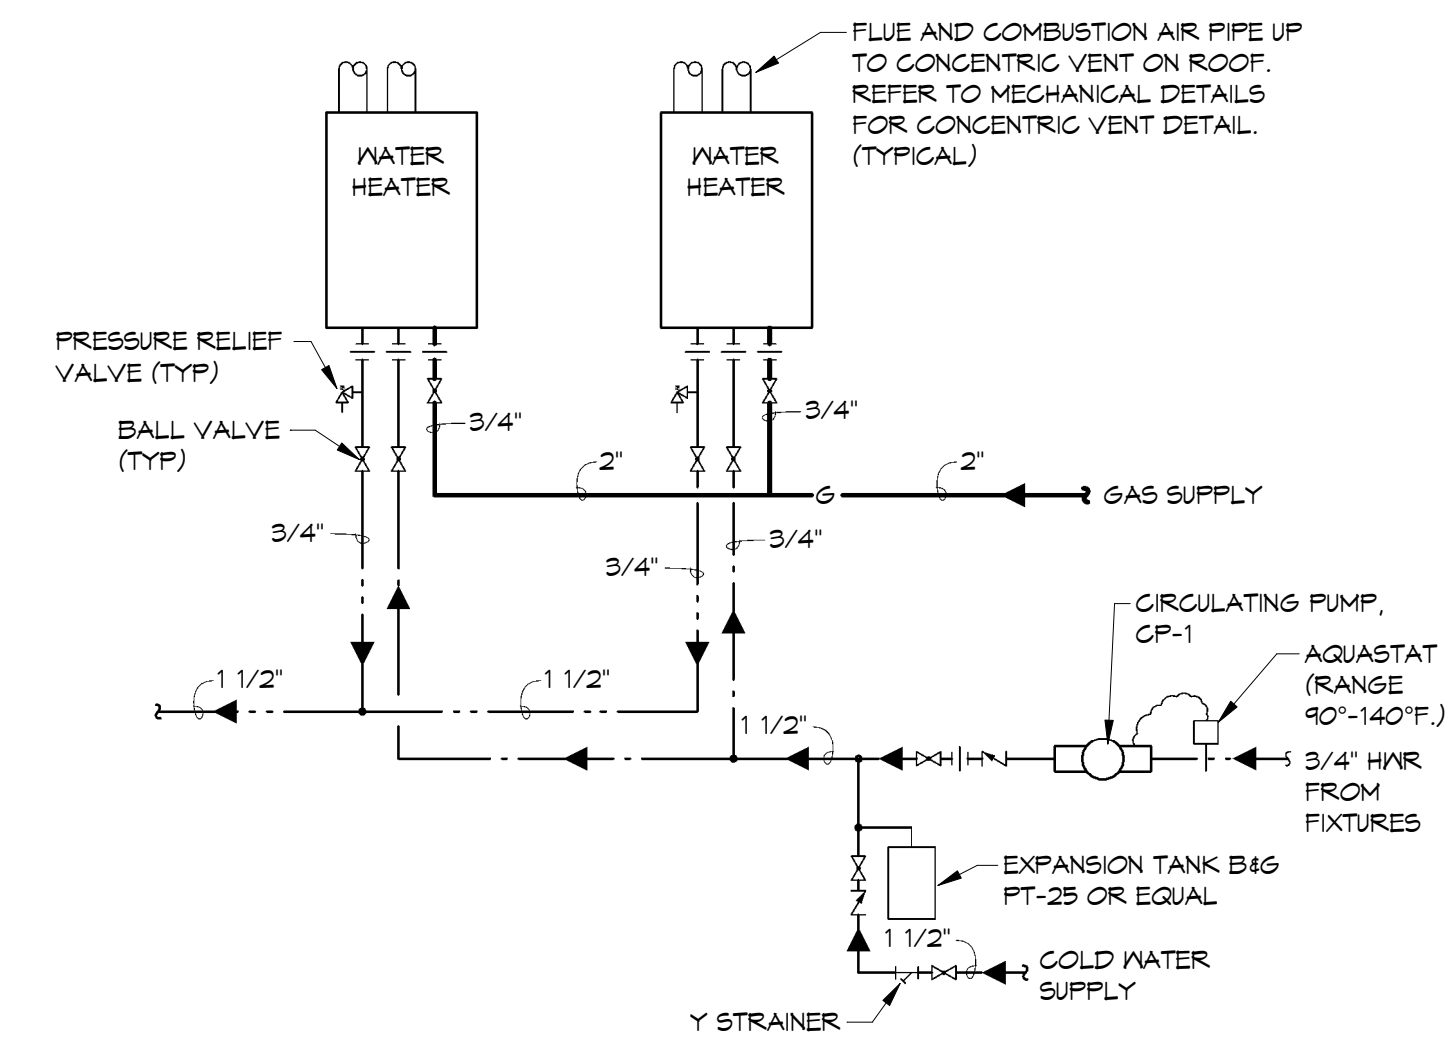 FLUE AND COMBUSTION AIR PIPE UP
TO CONCENTRIC VENT ON ROOF.
REFER TO MECHANICAL DETAILS
FOR CONCENTRIC VENT DETAIL.
(TYPICAL)
WATER
HEATER
WATER
HEATER
PRESSURE RELIEF
VALVE (TYP)
BALL VALVE
(TYP)
3/4"
3/4"
2"
2"
G
GAS SUPPLY
3/4"
3/4"
3/4"
CIRCULATING PUMP,
CP-1
AQUASTAT
(RANGE
90°-140°F.)
1 1/2"
1 1/2"
1 1/2"
3/4" HWR
FROM
FIXTURES
EXPANSION TANK B&G
PT-25 OR EQUAL
1 1/2"
COLD WATER
SUPPLY
Y STRAINER